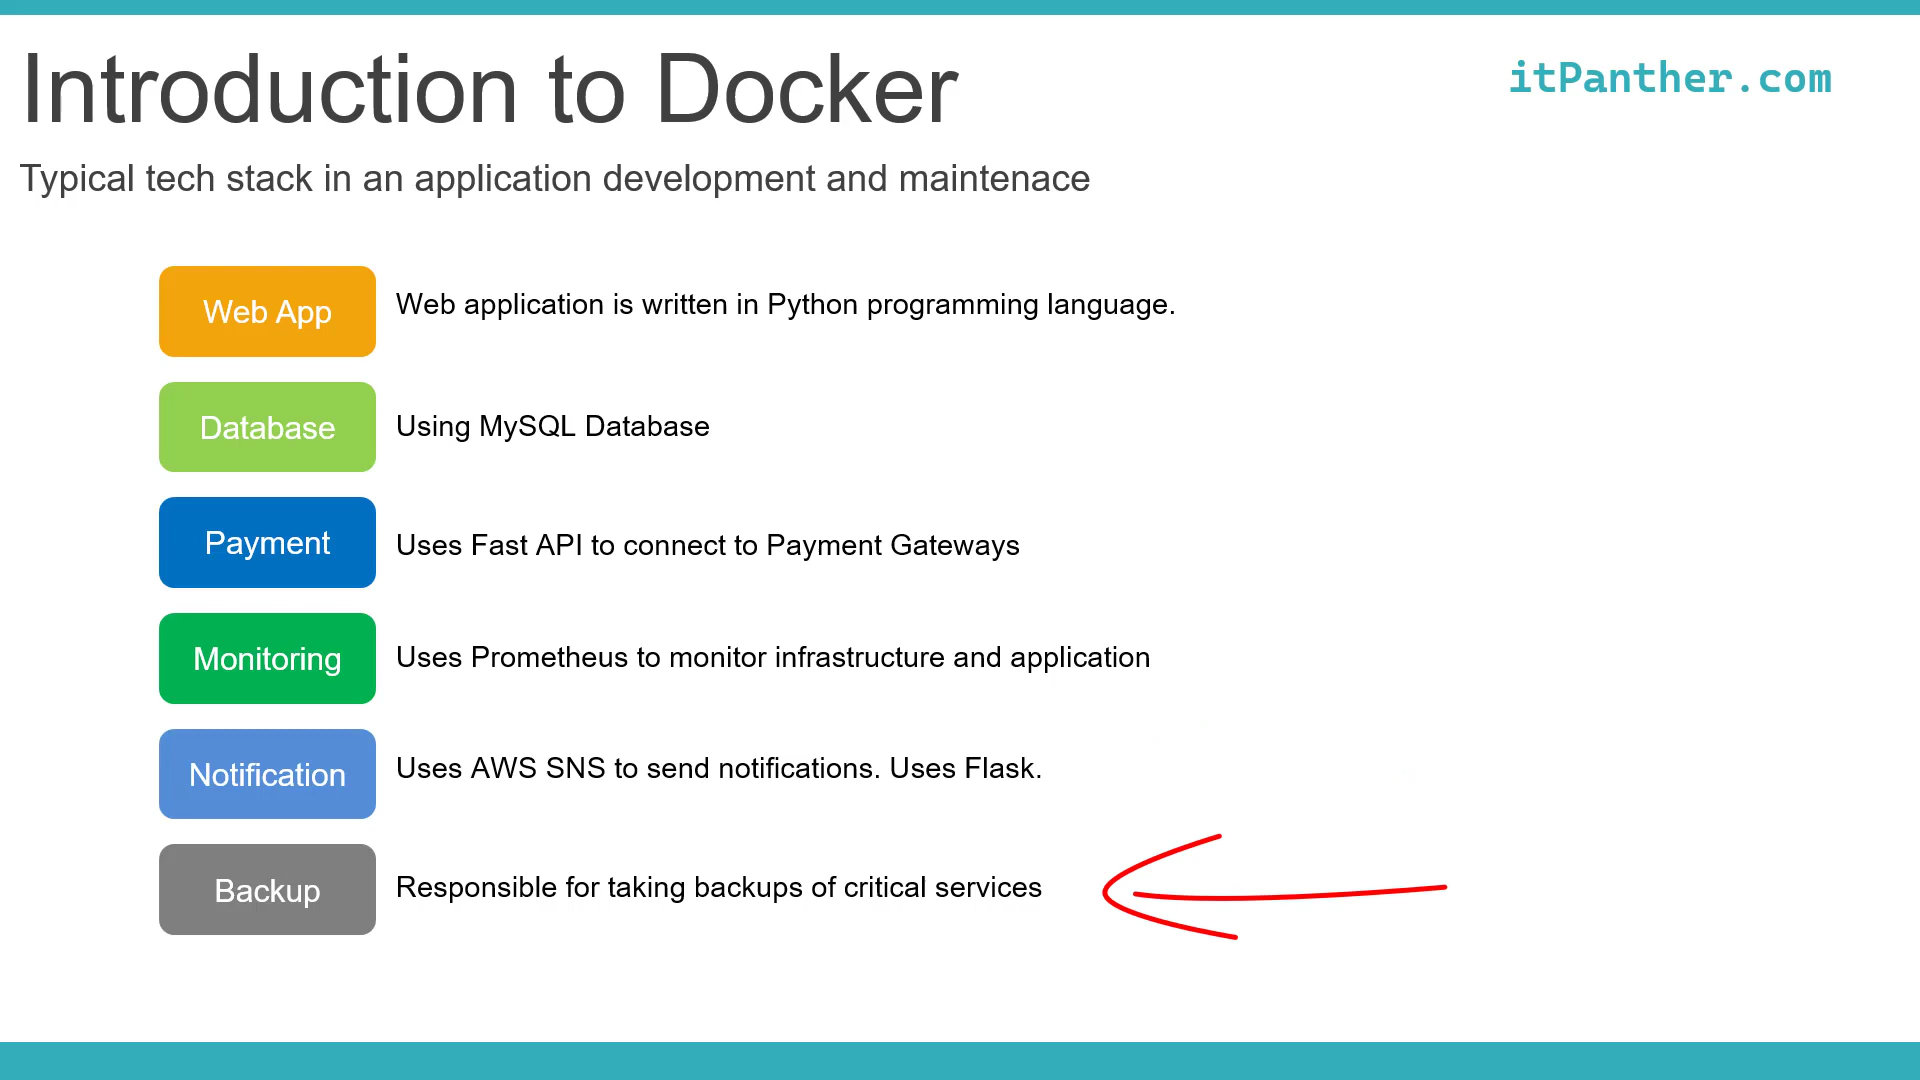 Introduction to Docker
itPanther.com
Typical tech stack in an application development and maintenace
Web App
Web application is written in Python programming language.
Database
Using MySQL Database
Payment
Uses Fast API to connect to Payment Gateways
Monitoring
Uses Prometheus to monitor infrastructure and application
Notification
Uses AWS SNS to send notifications. Uses Flask.
Backup
Responsible for taking backups of critical services